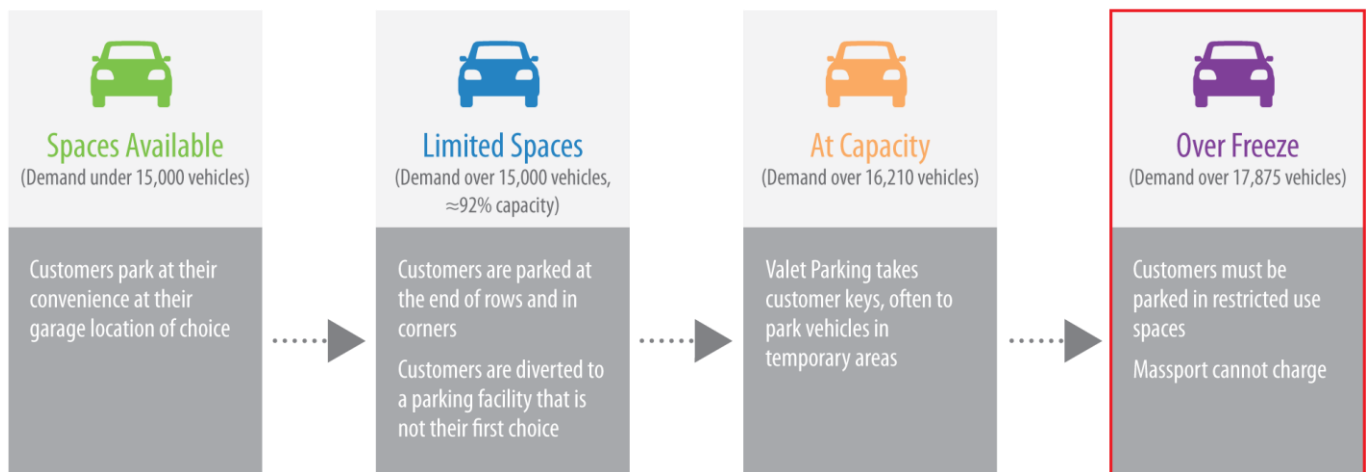 Spaces Available
(Demand under 15,000 vehicles)
Customers park at their
convenience at their
garage location of choice
Limited Spaces
(Demand over 15,000 vehicles,
≈92% capacity)
Customers are parked at
the end of rows and in
corners
Customers are diverted to
a parking facility that is
not their first choice
At Capacity
(Demand over 16,210 vehicles)
Valet Parking takes
customer keys, often to
park vehicles in
temporary areas
Over Freeze
(Demand over 17,875 vehicles)
Customers must be
parked in restricted use
spaces
Massport cannot charge